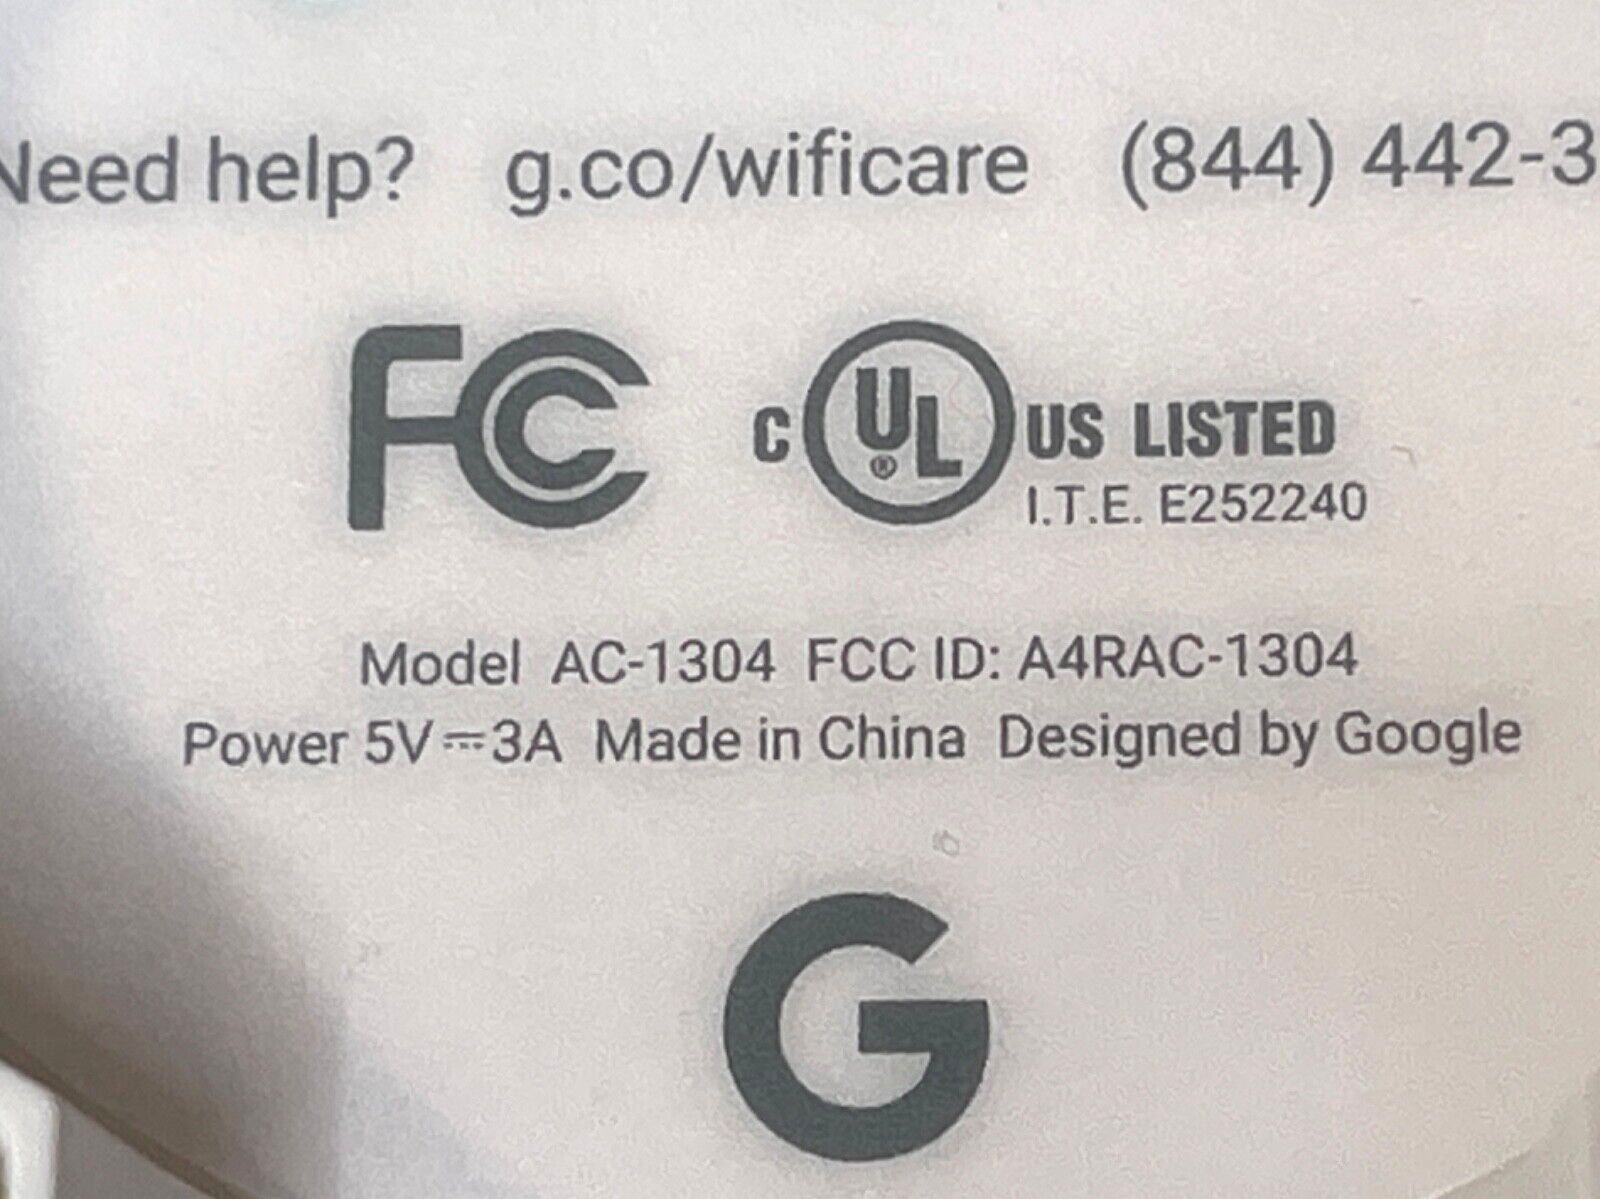 Need help? g.co/wificare (844) 442-3
FC
C UL® US LISTED
I.T.E. E252240
Model AC-1304 FCC ID: A4RAC-1304
Power 5V⎓3A Made in China Designed by Google
G